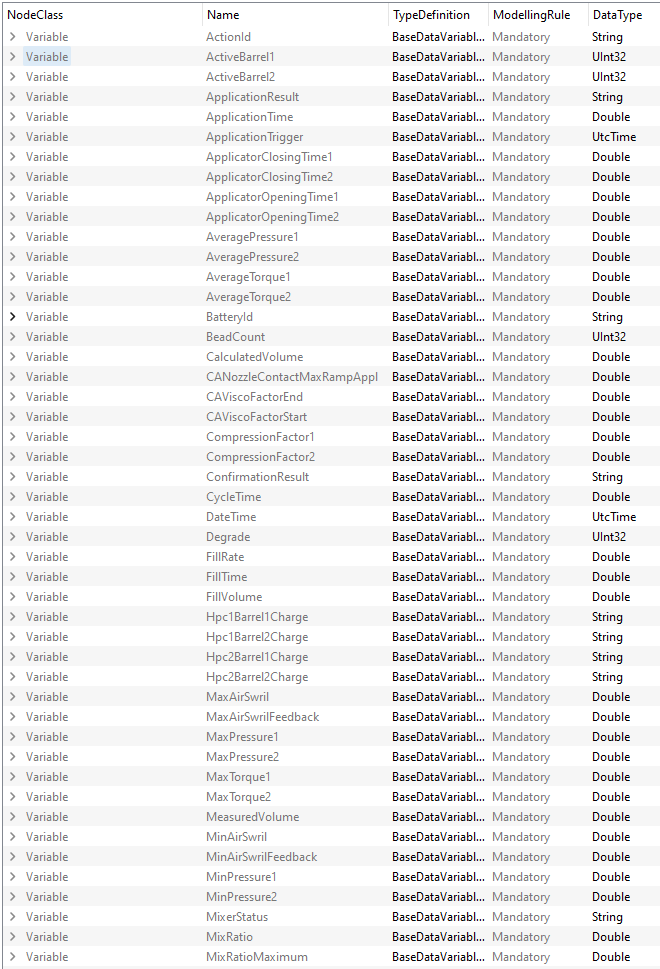 NodeClass Name TypeDefinition ModellingRule DataType
Variable ActionId BaseDataVariabl... Mandatory String
Variable ActiveBarrel1 BaseDataVariabl... Mandatory UInt32
Variable ActiveBarrel2 BaseDataVariabl... Mandatory UInt32
Variable ApplicationResult BaseDataVariabl... Mandatory String
Variable ApplicationTime BaseDataVariabl... Mandatory Double
Variable ApplicationTrigger BaseDataVariabl... Mandatory UtcTime
Variable ApplicatorClosingTime1 BaseDataVariabl... Mandatory Double
Variable ApplicatorClosingTime2 BaseDataVariabl... Mandatory Double
Variable ApplicatorOpeningTime1 BaseDataVariabl... Mandatory Double
Variable ApplicatorOpeningTime2 BaseDataVariabl... Mandatory Double
Variable AveragePressure1 BaseDataVariabl... Mandatory Double
Variable AveragePressure2 BaseDataVariabl... Mandatory Double
Variable AverageTorque1 BaseDataVariabl... Mandatory Double
Variable AverageTorque2 BaseDataVariabl... Mandatory Double
Variable BatteryId BaseDataVariabl... Mandatory String
Variable BeadCount BaseDataVariabl... Mandatory UInt32
Variable CalculatedVolume BaseDataVariabl... Mandatory Double
Variable CANozzleContactMaxRampAppl BaseDataVariabl... Mandatory Double
Variable CAViscoFactorEnd BaseDataVariabl... Mandatory Double
Variable CAViscoFactorStart BaseDataVariabl... Mandatory Double
Variable CompressionFactor1 BaseDataVariabl... Mandatory Double
Variable CompressionFactor2 BaseDataVariabl... Mandatory Double
Variable ConfirmationResult BaseDataVariabl... Mandatory String
Variable CycleTime BaseDataVariabl... Mandatory Double
Variable DateTime BaseDataVariabl... Mandatory UtcTime
Variable Degrade BaseDataVariabl... Mandatory UInt32
Variable FillRate BaseDataVariabl... Mandatory Double
Variable FillTime BaseDataVariabl... Mandatory Double
Variable FillVolume BaseDataVariabl... Mandatory Double
Variable Hpc1Barrel1Charge BaseDataVariabl... Mandatory String
Variable Hpc1Barrel2Charge BaseDataVariabl... Mandatory String
Variable Hpc2Barrel1Charge BaseDataVariabl... Mandatory String
Variable Hpc2Barrel2Charge BaseDataVariabl... Mandatory String
Variable MaxAirSwril BaseDataVariabl... Mandatory Double
Variable MaxAirSwrilFeedback BaseDataVariabl... Mandatory Double
Variable MaxPressure1 BaseDataVariabl... Mandatory Double
Variable MaxPressure2 BaseDataVariabl... Mandatory Double
Variable MaxTorque1 BaseDataVariabl... Mandatory Double
Variable MaxTorque2 BaseDataVariabl... Mandatory Double
Variable MeasuredVolume BaseDataVariabl... Mandatory Double
Variable MinAirSwril BaseDataVariabl... Mandatory Double
Variable MinAirSwrilFeedback BaseDataVariabl... Mandatory Double
Variable MinPressure1 BaseDataVariabl... Mandatory Double
Variable MinPressure2 BaseDataVariabl... Mandatory Double
Variable MixerStatus BaseDataVariabl... Mandatory String
Variable MixRatio BaseDataVariabl... Mandatory Double
Variable MixRatioMaximum BaseDataVariabl... Mandatory Double